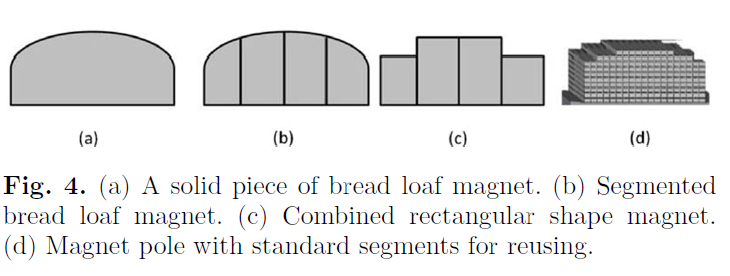 (a) (b) (c) (d)
Fig. 4. (a) A solid piece of bread loaf magnet. (b) Segmented
bread loaf magnet. (c) Combined rectangular shape magnet.
(d) Magnet pole with standard segments for reusing.